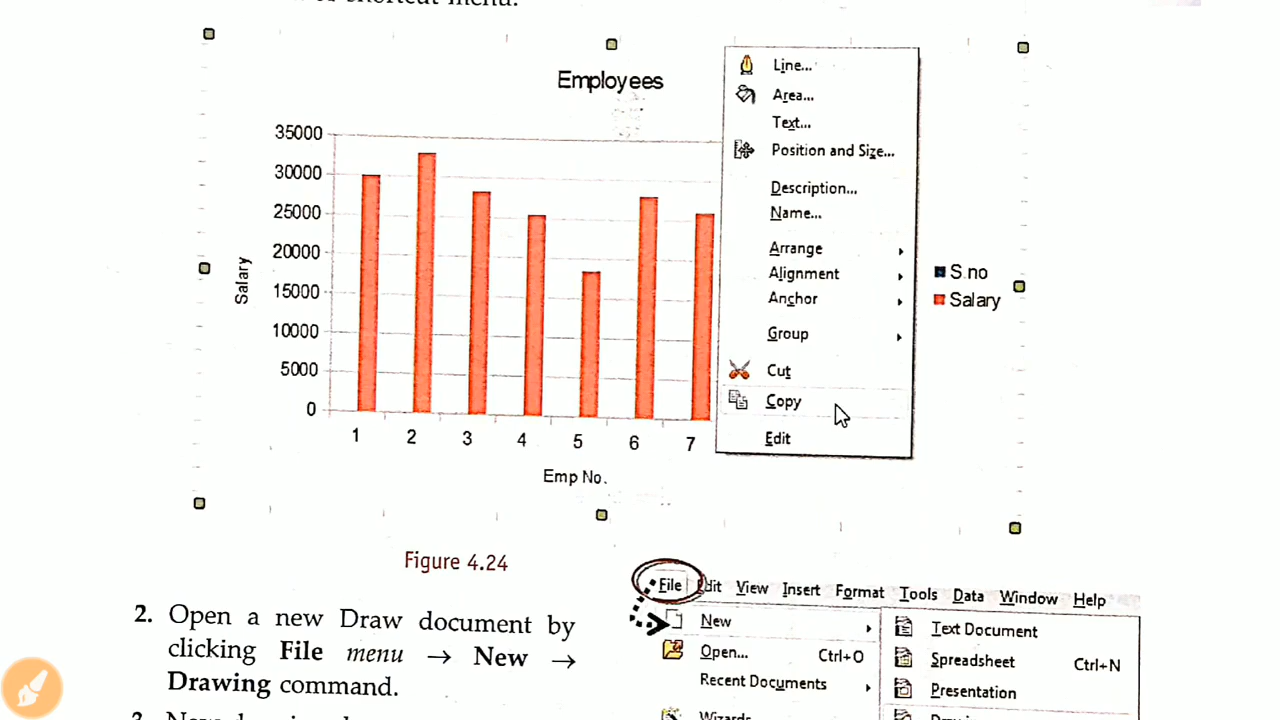 or shortcut menu.
Employees
35000
30000
25000
20000
15000
10000
5000
0
Salary
1 2 3 4 5 6 7
Emp No.
S.no
Salary
Line...
Area...
Text...
Position and Size...
Description...
Name...
Arrange
Alignment
Anchor
Group
Cut
Copy
Edit
Figure 4.24
2. Open a new Draw document by
clicking File menu → New →
Drawing command.
File Edit View Insert Format Tools Data Window Help
New
Open... Ctrl+O
Recent Documents
Wizards
Text Document
Spreadsheet Ctrl+N
Presentation